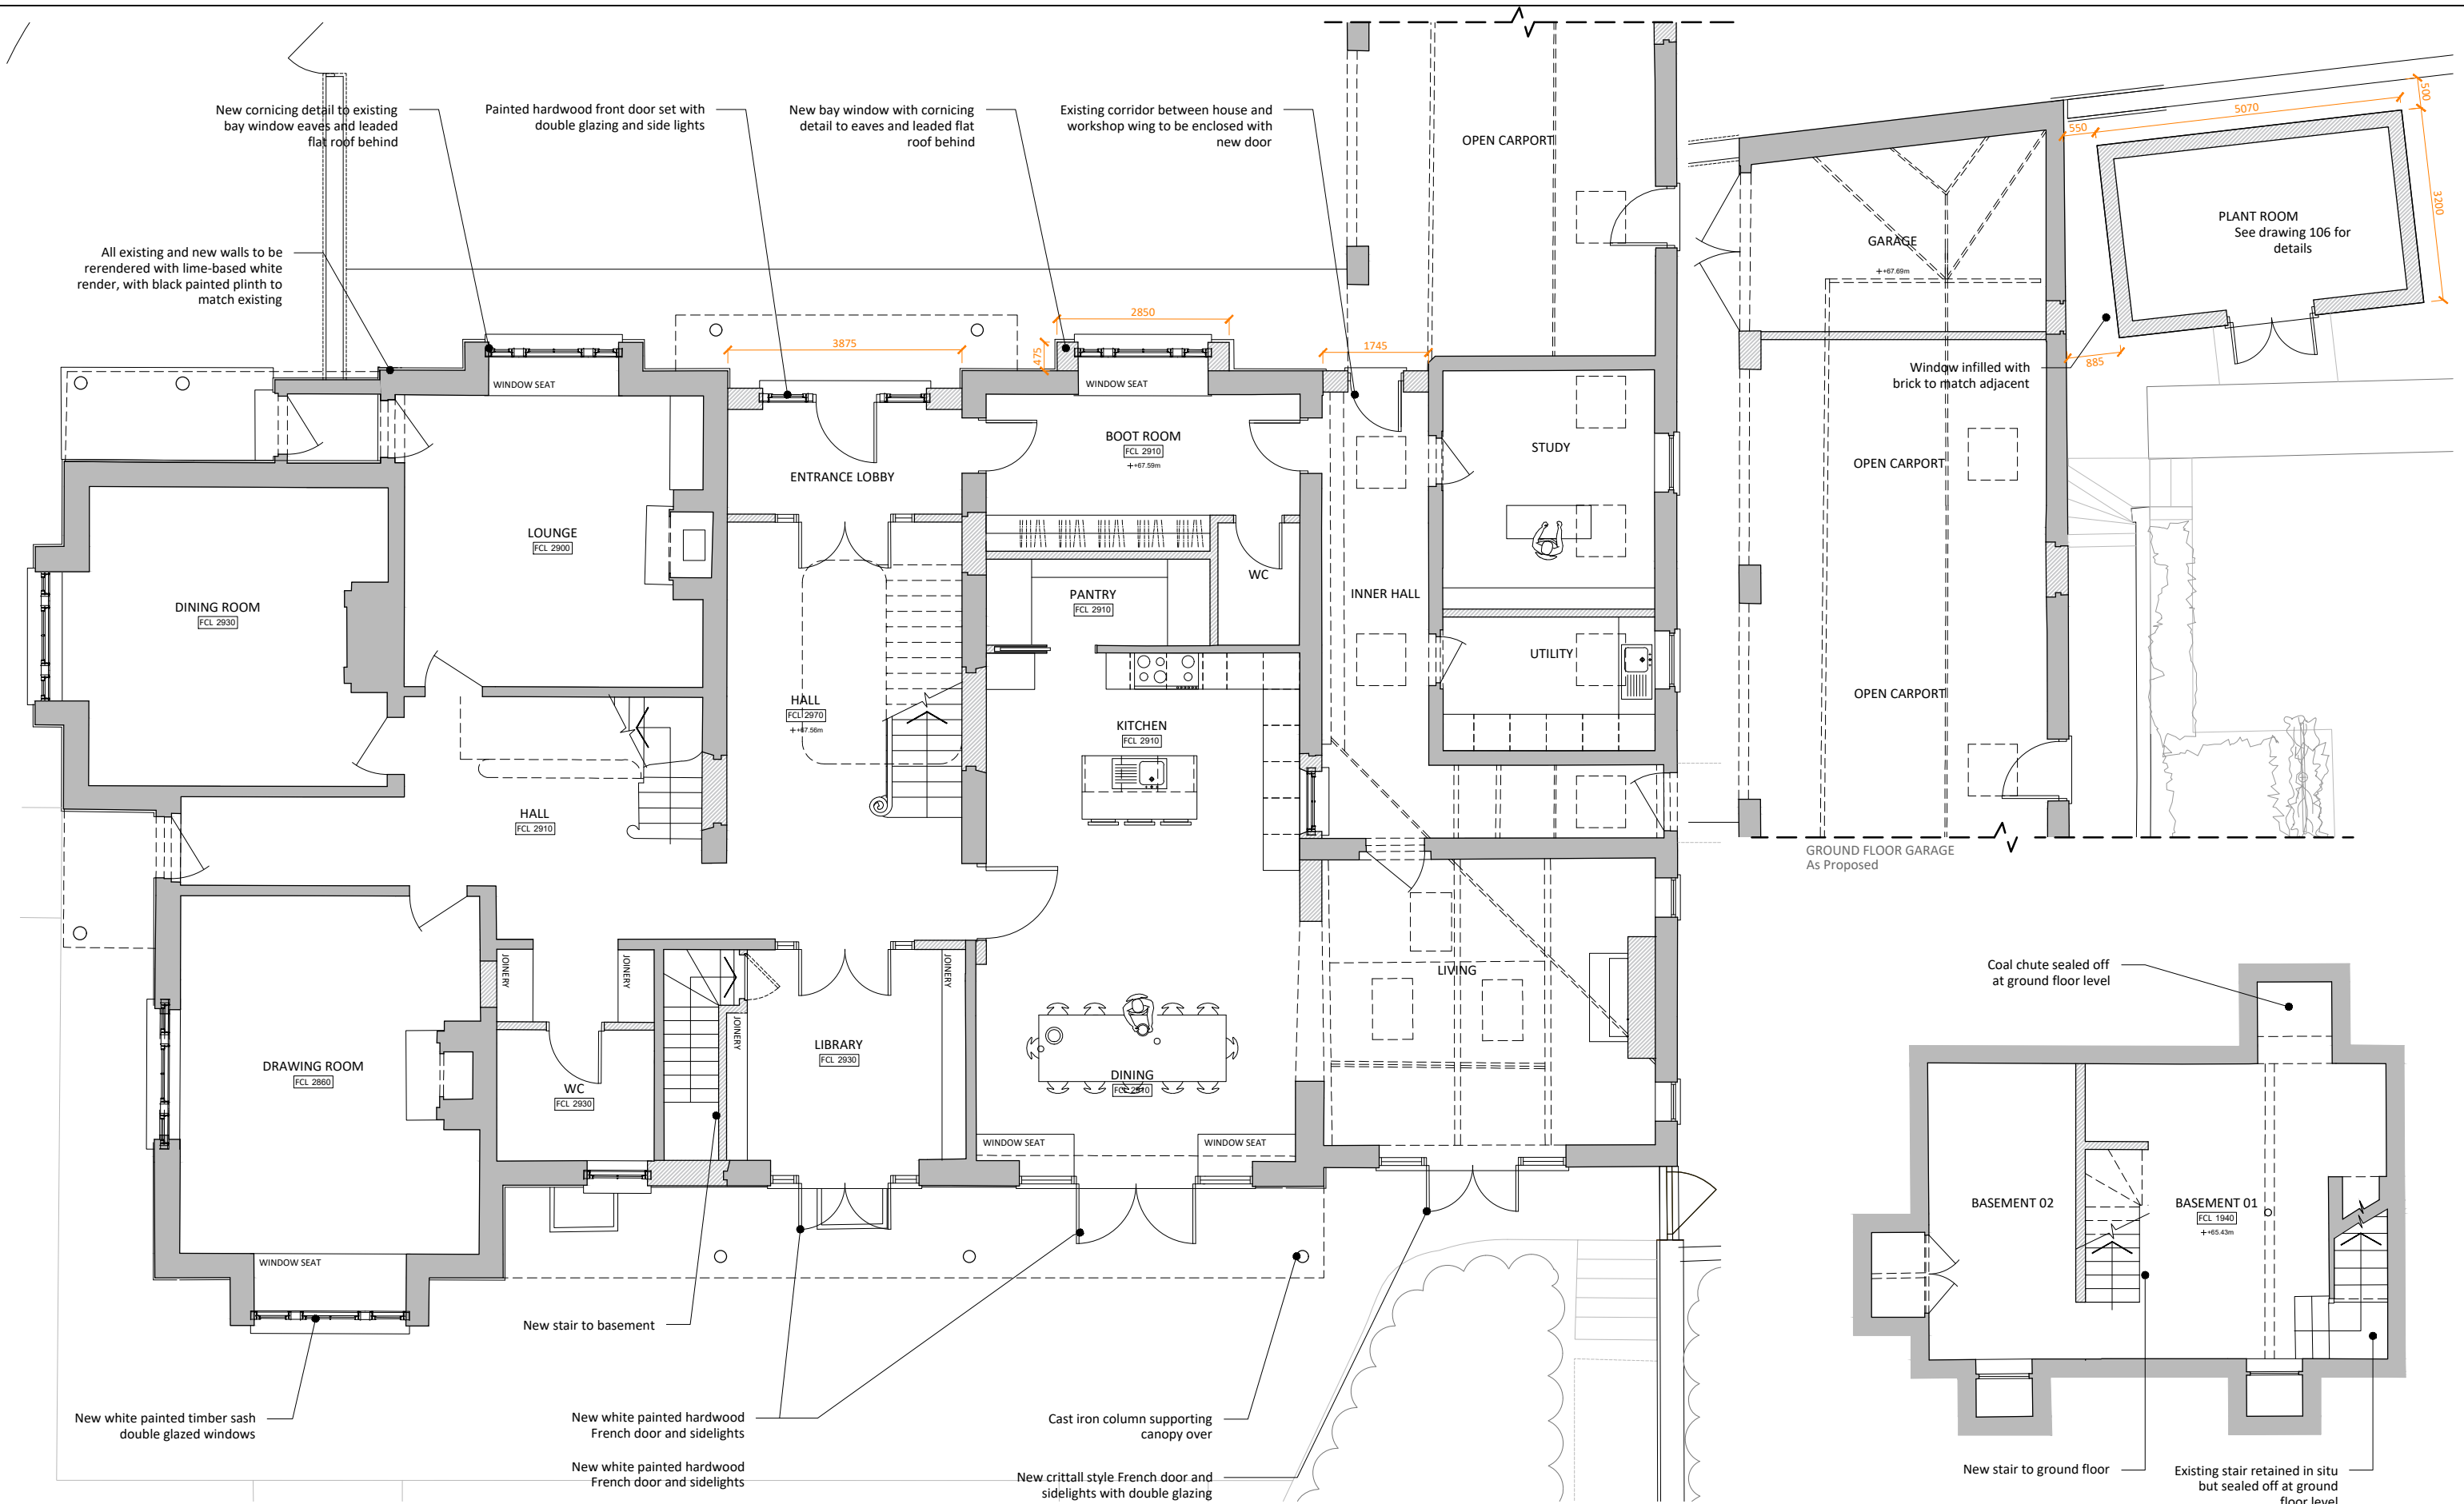 New cornicing detail to existing
bay window eaves and leaded
flat roof behind
Painted hardwood front door set with
double glazing and side lights
New bay window with cornicing
detail to eaves and leaded flat
roof behind
Existing corridor between house and
workshop wing to be enclosed with
new door
All existing and new walls to be
rerendered with lime-based white
render, with black painted plinth to
match existing
OPEN CARPORT
GARAGE
+67.69m
PLANT ROOM
See drawing 106 for
details
500
5070
550
3200
885
Window infilled with
brick to match adjacent
2850
475
3875
1745
WINDOW SEAT
WINDOW SEAT
BOOT ROOM
FCL 2910
+67.59m
STUDY
ENTRANCE LOBBY
LOUNGE
FCL 2900
OPEN CARPORT
WC
DINING ROOM
FCL 2930
PANTRY
FCL 2910
INNER HALL
UTILITY
HALL
FCL 2970
+67.56m
OPEN CARPORT
KITCHEN
FCL 2910
HALL
FCL 2910
GROUND FLOOR GARAGE
As Proposed
JOINERY
JOINERY
JOINERY
JOINERY
LIVING
Coal chute sealed off
at ground floor level
LIBRARY
FCL 2930
DRAWING ROOM
FCL 2860
WC
FCL 2930
DINING
FCL 2910
WINDOW SEAT
WINDOW SEAT
BASEMENT 02
BASEMENT 01
FCL 1940
+65.43m
WINDOW SEAT
New stair to basement
New white painted timber sash
double glazed windows
New white painted hardwood
French door and sidelights
New white painted hardwood
French door and sidelights
Cast iron column supporting
canopy over
New crittall style French door and
sidelights with double glazing
New stair to ground floor
Existing stair retained in situ
but sealed off at ground
floor level